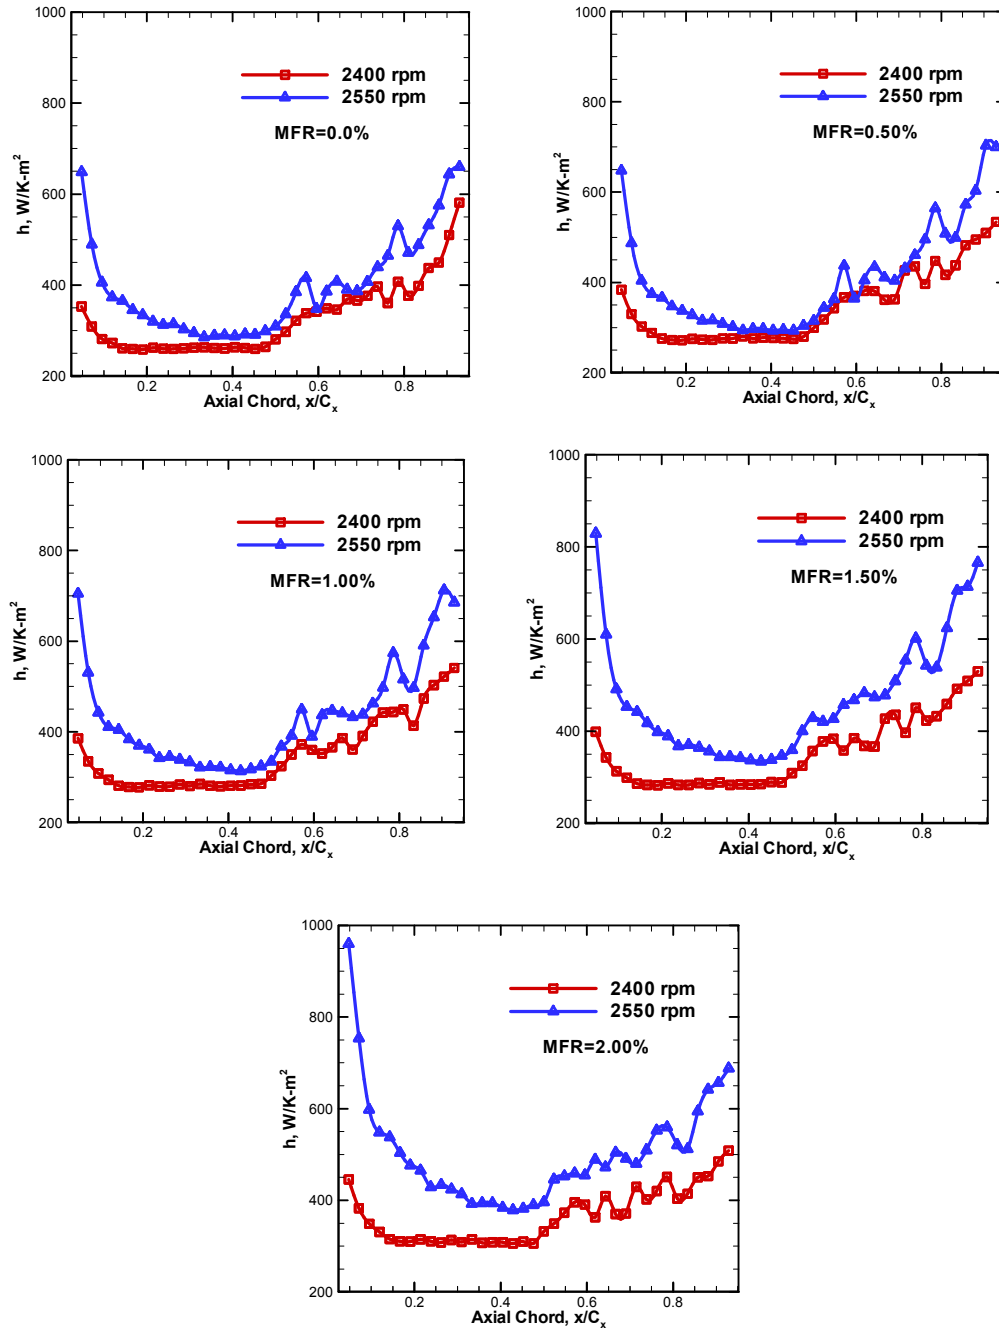 1000
800
600
400
200
h, W/K-m²
2400 rpm
2550 rpm
MFR=0.0%
0.2 0.4 0.6 0.8
Axial Chord, x/Cₓ
1000
800
600
400
200
h, W/K-m²
2400 rpm
2550 rpm
MFR=0.50%
0.2 0.4 0.6 0.8
Axial Chord, x/Cₓ
1000
800
600
400
200
h, W/K-m²
2400 rpm
2550 rpm
MFR=1.00%
0.2 0.4 0.6 0.8
Axial Chord, x/Cₓ
1000
800
600
400
200
h, W/K-m²
2400 rpm
2550 rpm
MFR=1.50%
0.2 0.4 0.6 0.8
Axial Chord, x/Cₓ
1000
800
600
400
200
h, W/K-m²
2400 rpm
2550 rpm
MFR=2.00%
0.2 0.4 0.6 0.8
Axial Chord, x/Cₓ